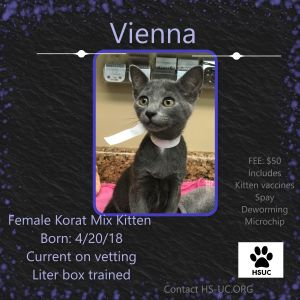 Vienna
FEE: $50
Includes
Kitten vaccines
Spay
Deworming
Microchip
Female Korat Mix Kitten
Born: 4/20/18
Current on vetting
Liter box trained
HSUC
Contact HS-UC.ORG